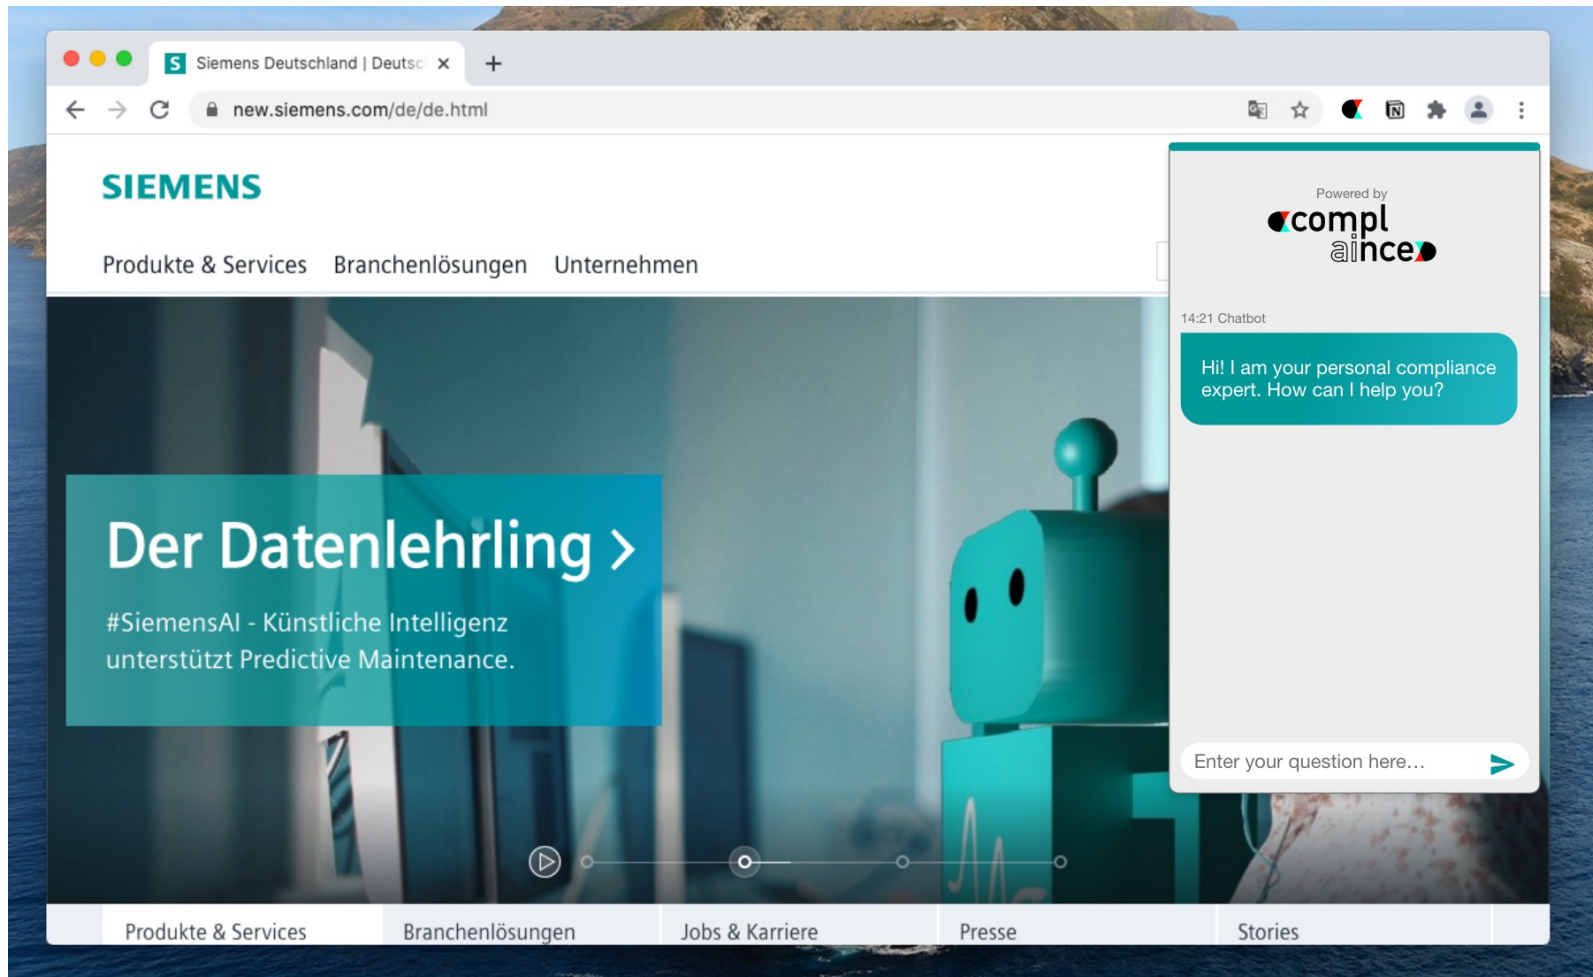 Siemens Deutschland | Deutsc
new.siemens.com/de/de.html
SIEMENS
Produkte & Services Branchenlösungen Unternehmen
Powered by
compl
aince
14:21 Chatbot
Hi! I am your personal compliance
expert. How can I help you?
Der Datenlehrling >
#SiemensAI - Künstliche Intelligenz
unterstützt Predictive Maintenance.
Enter your question here…
Produkte & Services Branchenlösungen Jobs & Karriere Presse Stories